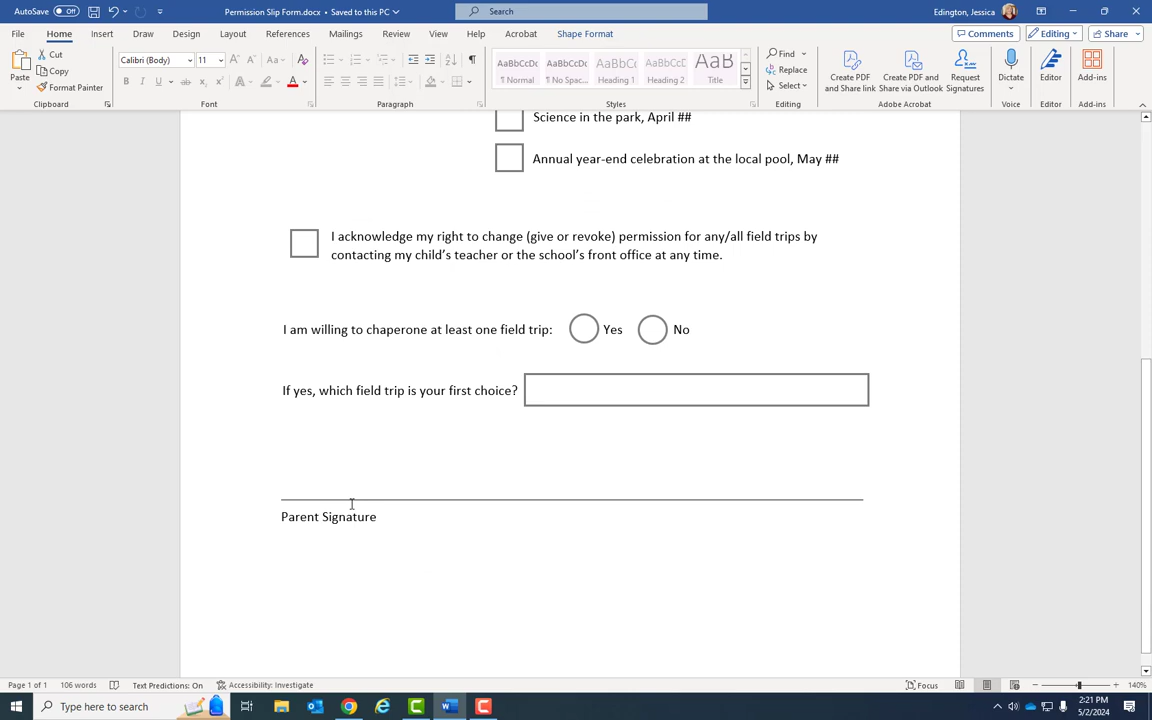 AutoSave Off Permission Slip Form.docx • Saved to this PC Search Edington, Jessica
File Home Insert Draw Design Layout References Mailings Review View Help Acrobat Shape Format Comments Editing Share
Paste Cut Copy Format Painter
Clipboard
Calibri (Body) 11
Font
Paragraph
AaBbCcDc AaBbCcDc AaBbCc AaBbCcD AaB
¶ Normal ¶ No Spac... Heading 1 Heading 2 Title
Styles
Find
Replace
Select
Editing
Create PDF and Share link
Create PDF and Share via Outlook
Request Signatures
Adobe Acrobat
Dictate
Voice
Editor
Editor
Add-ins
Add-ins
Science in the park, April ##
Annual year-end celebration at the local pool, May ##
I acknowledge my right to change (give or revoke) permission for any/all field trips by
contacting my child's teacher or the school's front office at any time.
I am willing to chaperone at least one field trip: Yes No
If yes, which field trip is your first choice?
Parent Signature
Page 1 of 1 106 words Text Predictions: On Accessibility: Investigate Focus 140%
Type here to search
2:21 PM
5/2/2024